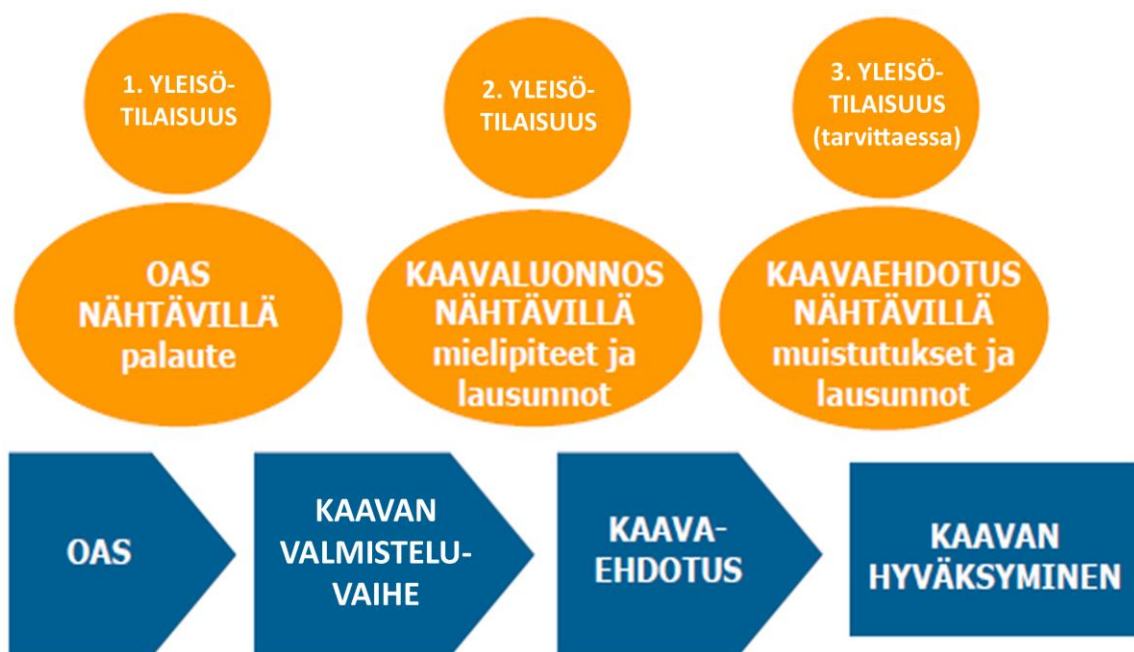 1. YLEISÖ-
TILAISUUS
2. YLEISÖ-
TILAISUUS
3. YLEISÖ-
TILAISUUS
(tarvittaessa)
OAS
NÄHTÄVILLÄ
palaute
KAAVALUONNOS
NÄHTÄVILLÄ
mielipiteet ja
lausunnot
KAAVAEHDOTUS
NÄHTÄVILLÄ
muistutukset ja
lausunnot
OAS
KAAVAN
VALMISTELU-
VAIHE
KAAVA-
EHDOTUS
KAAVAN
HYVÄKSYMINEN